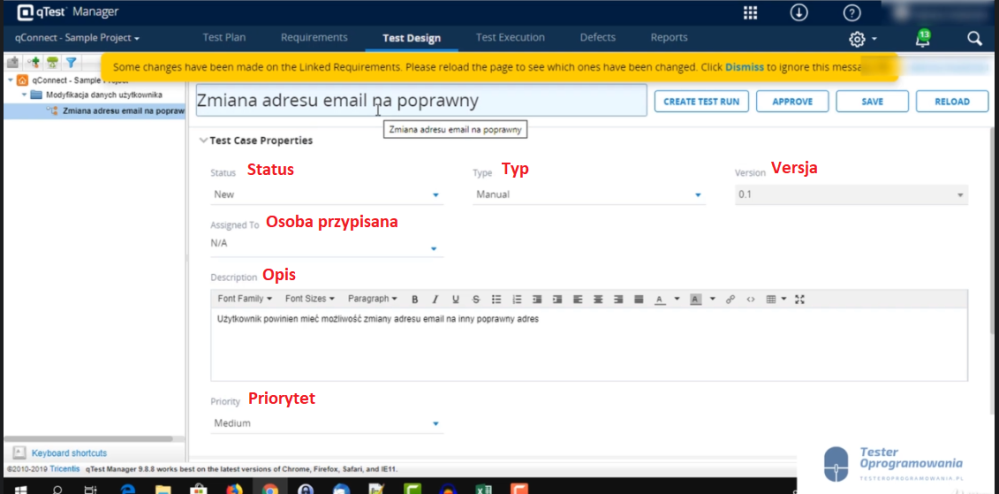 qTest Manager
qConnect - Sample Project
Test Plan
Requirements
Test Design
Test Execution
Defects
Reports
13
Some changes have been made on the Linked Requirements. Please reload the page to see which ones have been changed. Click Dismiss to ignore this
qConnect - Sample
Modyfikacja danych użytkownika
Zmiana adresu email na popraw
Zmiana adresu email na poprawny
CREATE TEST RUN
APPROVE
SAVE
RELOAD
Zmiana adresu email na poprawny
Test Case Properties
Status Status
Type Typ
Version Versja
New
Manual
0.1
Assigned To Osoba przypisana
N/A
Description Opis
Font Family Font Sizes Paragraph B I U S A A
Użytkownik powinien mieć możliwość zmiany adresu email na inny poprawny adres
Priority Priorytet
Medium
Keyboard shortcuts
©2010-2019 Tricentis qTest Manager 9.8.8 works best on the latest versions of Chrome, Firefox, Safari, and IE11.
Tester
Oprogramowania
TESTEROPROGRAMOWANIA.PL